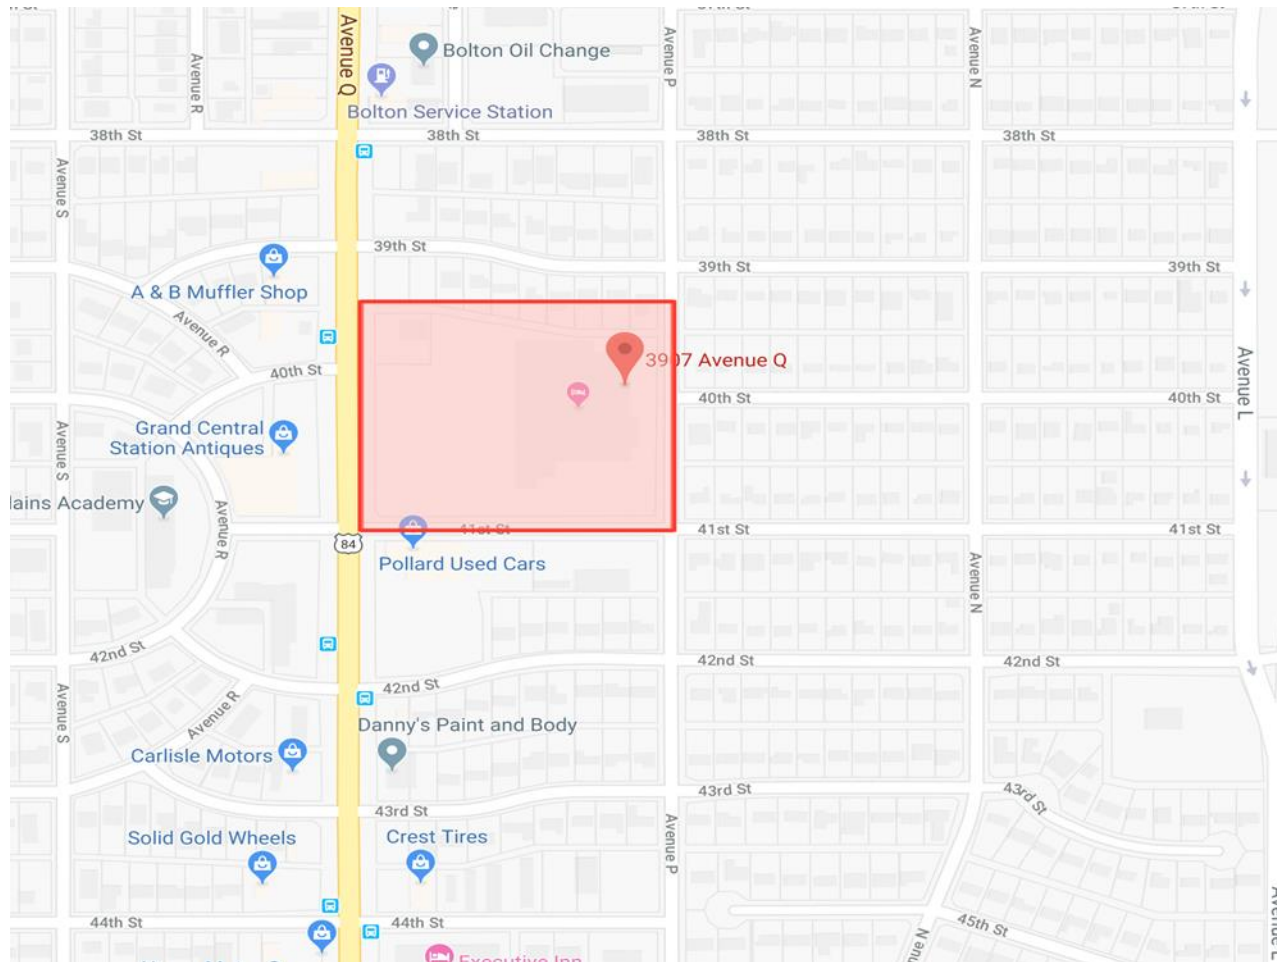 Avenue Q
Bolton Oil Change
Avenue P
Avenue N
Avenue R
Bolton Service Station
38th St
38th St
38th St
38th St
Avenue S
39th St
39th St
39th St
A & B Muffler Shop
Avenue R
3907 Avenue Q
Avenue L
40th St
40th St
40th St
Grand Central
Station Antiques
Avenue S
lains Academy
Avenue R
41st St
41st St
41st St
84
Pollard Used Cars
Avenue N
42nd St
42nd St
42nd St
42nd St
Avenue S
Avenue R
Danny's Paint and Body
Carlisle Motors
43rd St
43rd St
43rd St
Solid Gold Wheels
Crest Tires
Avenue P
44th St
44th St
45th St
Executive Inn